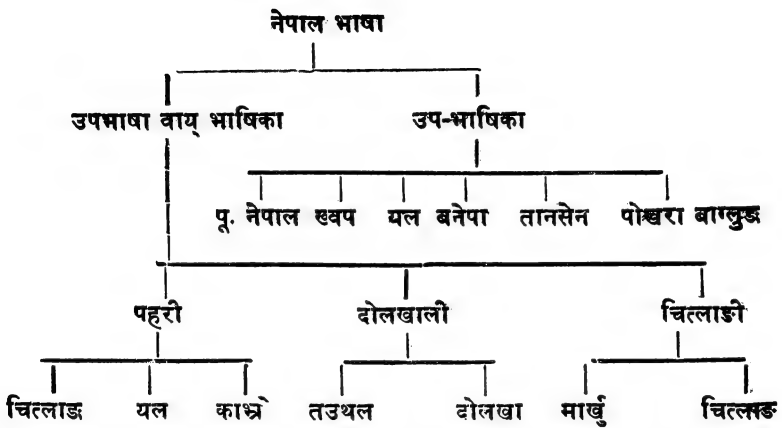 नेपाल भाषा
उपभाषा वाय् भाषिका उप-भाषिका
पू. नेपाल ख्वप यल बनेपा तानसेन पोखरा बाग्लुङ
पहरी दोलखाली चित्लाङी
चित्लाङ यल काभ्रे तउथल दोलखा मार्खु चित्लाङ